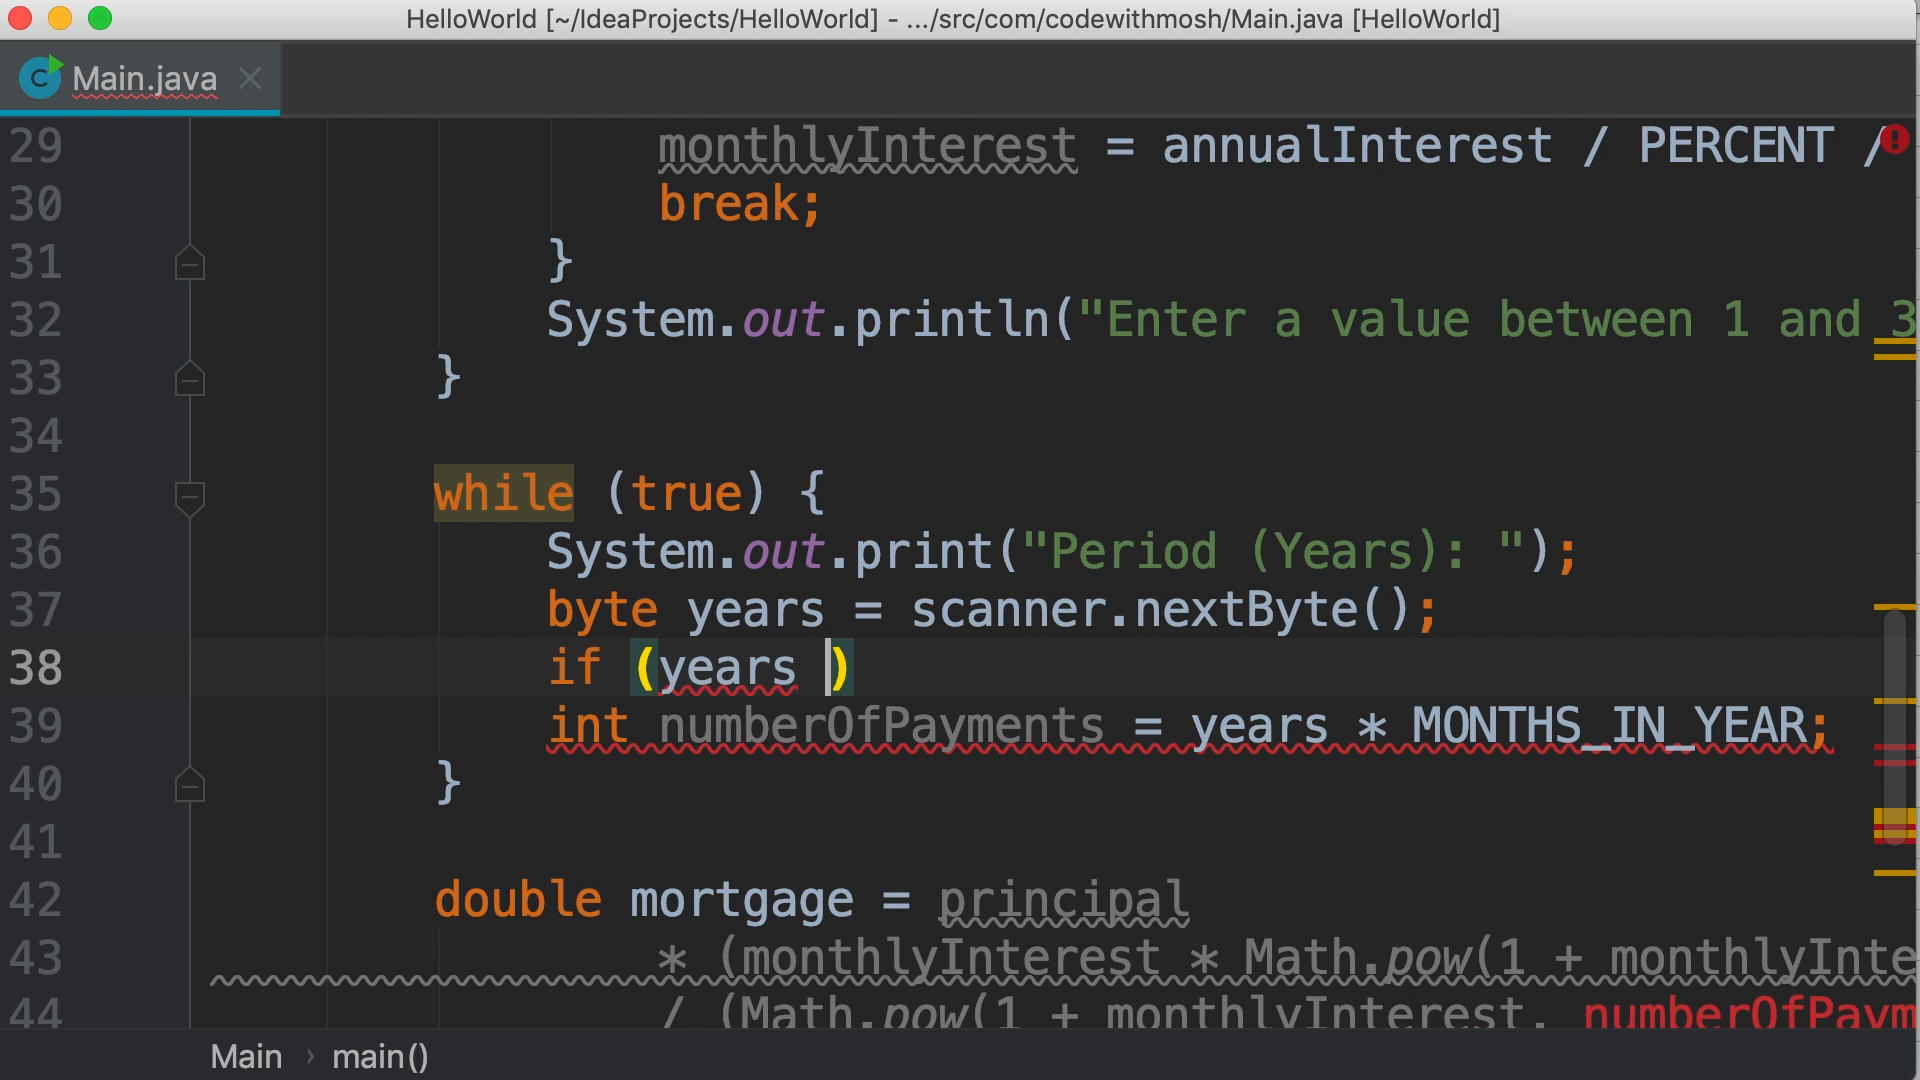 HelloWorld [~/IdeaProjects/HelloWorld] - .../src/com/codewithmosh/Main.java [HelloWorld]
C Main.java
29 monthlyInterest = annualInterest / PERCENT /
30 break;
31 }
32 System.out.println("Enter a value between 1 and 3
33 }
34
35 while (true) {
36 System.out.print("Period (Years): ");
37 byte years = scanner.nextByte();
38 if (years )
39 int numberOfPayments = years * MONTHS_IN_YEAR;
40 }
41
42 double mortgage = principal
43 * (monthlyInterest * Math.pow(1 + monthlyInte
44 / (Math.pow(1 + monthlyInterest, numberOfPaym
Main › main()